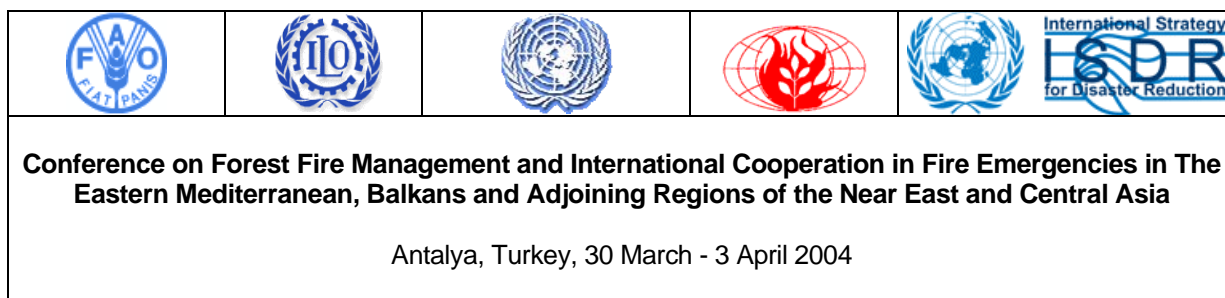 F A O
FIAT PANIS
ILO
International Strategy
ISDR
for Disaster Reduction
Conference on Forest Fire Management and International Cooperation in Fire Emergencies in The
Eastern Mediterranean, Balkans and Adjoining Regions of the Near East and Central Asia
Antalya, Turkey, 30 March - 3 April 2004